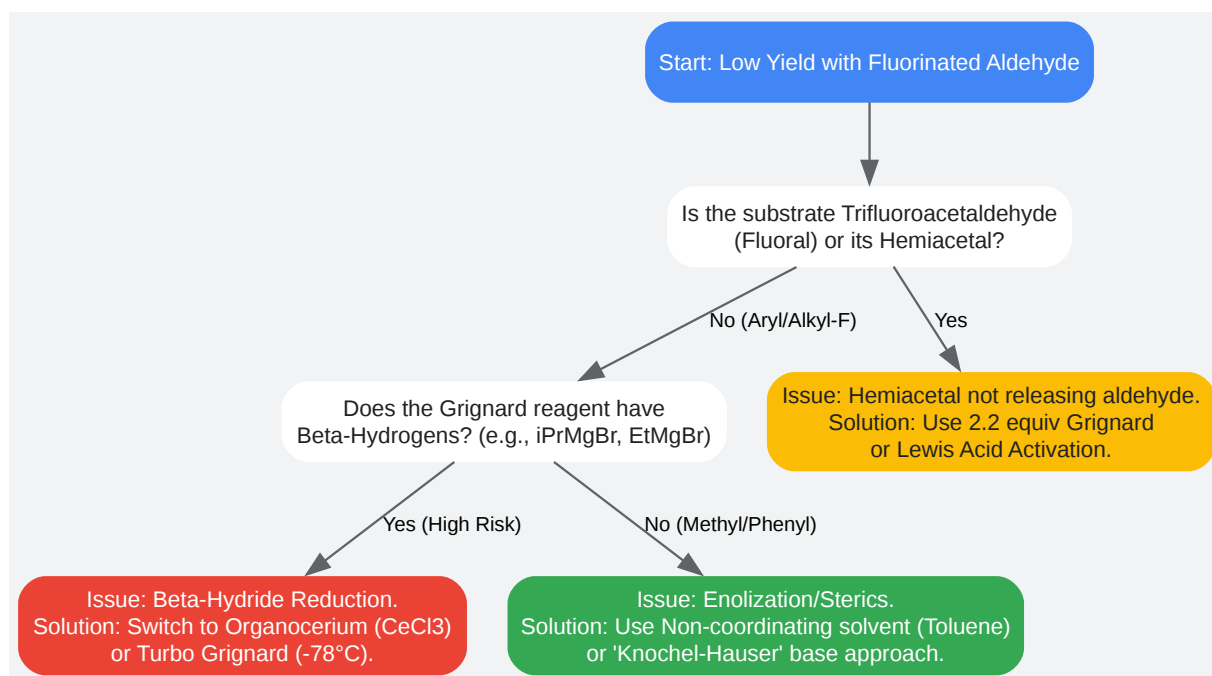 Start: Low Yield with Fluorinated Aldehyde
Is the substrate Trifluoroacetaldehyde
(Fluoral) or its Hemiacetal?
No (Aryl/Alkyl-F)
Yes
Does the Grignard reagent have
Beta-Hydrogens? (e.g., iPrMgBr, EtMgBr)
Issue: Hemiacetal not releasing aldehyde.
Solution: Use 2.2 equiv Grignard
or Lewis Acid Activation.
Yes (High Risk)
No (Methyl/Phenyl)
Issue: Beta-Hydride Reduction.
Solution: Switch to Organocerium (CeCl3)
or Turbo Grignard (-78°C).
Issue: Enolization/Sterics.
Solution: Use Non-coordinating solvent (Toluene)
or 'Knochel-Hauser' base approach.